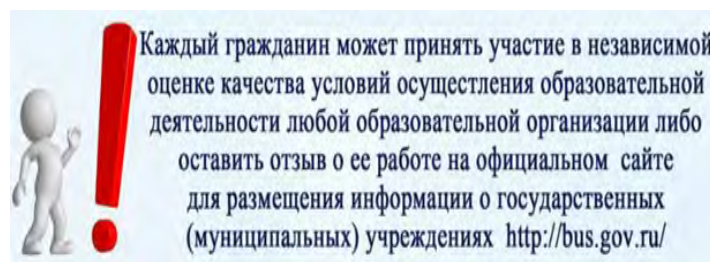 Каждый гражданин может принять участие в независимой
оценке качества условий осущестления образовательной
деятельности любой образовательной организации либо
оставить отзыв о ее работе на официальном сайте
для размещения информации о государственных
(муниципальных) учреждениях http://bus.gov.ru/